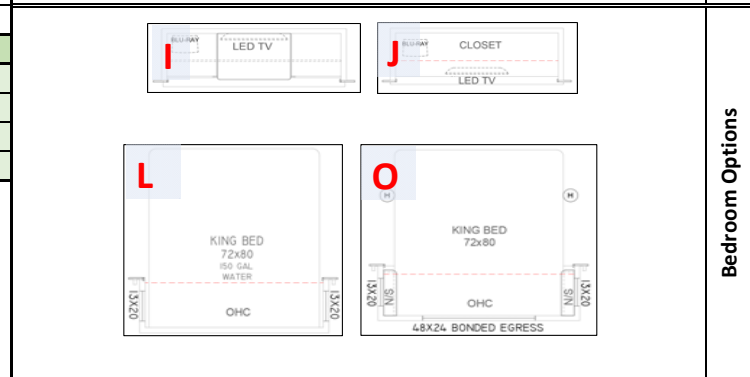 I
BLU-RAY
LED TV
J
BLU-RAY
CLOSET
LED TV
L
KING BED
72x80
150 GAL
WATER
13X20
OHC
13X20
O
H
H
KING BED
72x80
13X20
S/N
OHC
S/N
13X20
48X24 BONDED EGRESS
Bedroom Options